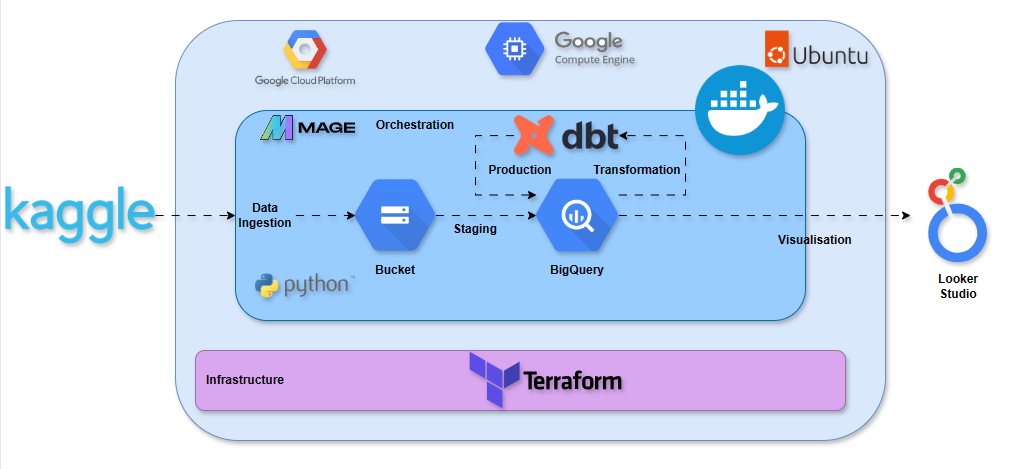 Google Cloud Platform
Google
Compute Engine
Ubuntu
MAGE
Orchestration
dbt
Production
Transformation
kaggle
Data
Ingestion
Staging
Visualisation
Bucket
BigQuery
python™
Looker
Studio
Infrastructure
Terraform